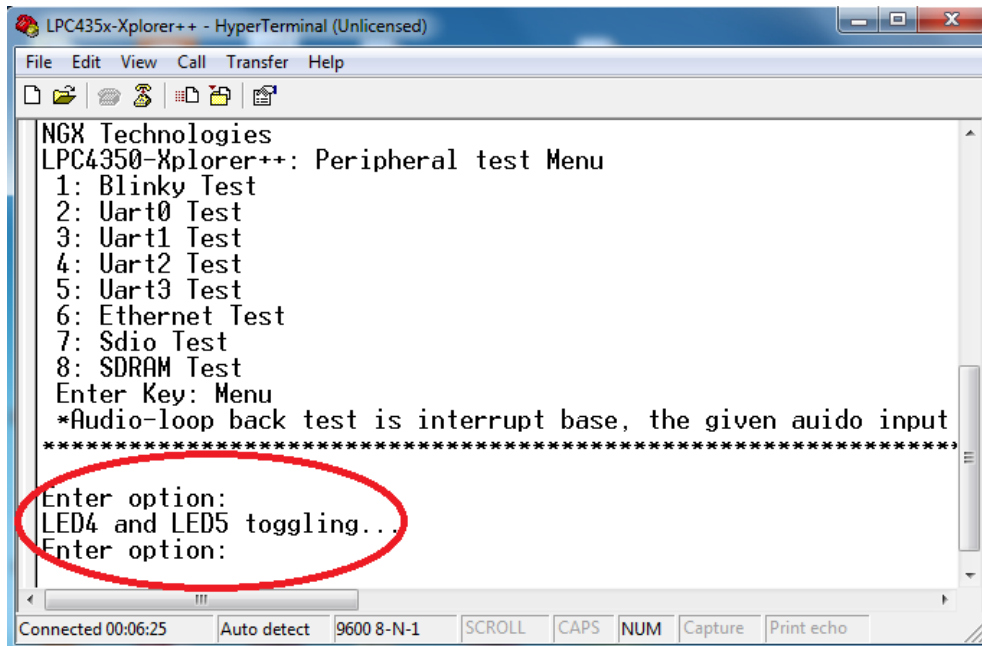 LPC435x-Xplorer++ - HyperTerminal (Unlicensed)
File Edit View Call Transfer Help
NGX Technologies
LPC4350-Xplorer++: Peripheral test Menu
1: Blinky Test
2: Uart0 Test
3: Uart1 Test
4: Uart2 Test
5: Uart3 Test
6: Ethernet Test
7: Sdio Test
8: SDRAM Test
Enter Key: Menu
*Audio-loop back test is interrupt base, the given auido input
****************************************************************
Enter option:
LED4 and LED5 toggling...
Enter option:
Connected 00:06:25 Auto detect 9600 8-N-1 SCROLL CAPS NUM Capture Print echo